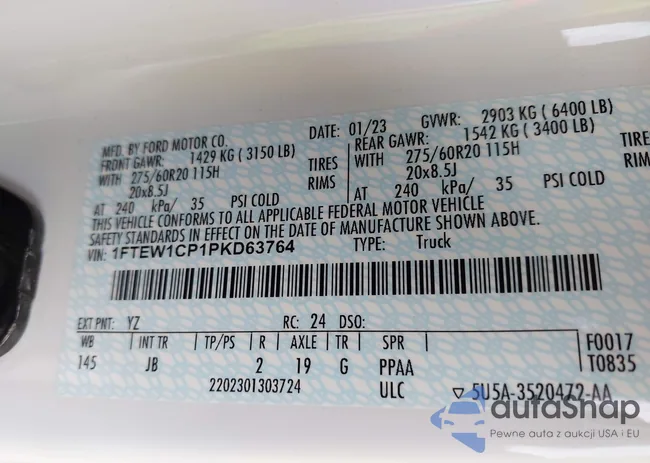 MFD. BY FORD MOTOR CO. DATE: 01/23 GVWR: 2903 KG ( 6400 LB)
FRONT GAWR: 1429 KG ( 3150 LB) REAR GAWR: 1542 KG ( 3400 LB)
WITH 275/60R20 115H TIRES WITH 275/60R20 115H TIRES
20x8.5J RIMS 20x8.5J RIMS
AT 240 kPa/ 35 PSI COLD AT 240 kPa/ 35 PSI COLD
THIS VEHICLE CONFORMS TO ALL APPLICABLE FEDERAL MOTOR VEHICLE
SAFETY STANDARDS IN EFFECT ON THE DATE OF MANUFACTURE SHOWN ABOVE.
VIN: 1FTEW1CP1PKD63764 TYPE: Truck
EXT PNT: YZ RC: 24 DSO:
WB INT TR TP/PS R AXLE TR SPR F0017
145 JB 2 19 G PPAA T0835
2202301303724 ULC ▽ 5U5A-3520472-AA
autaShap
Pewne auta z aukcji USA i EU